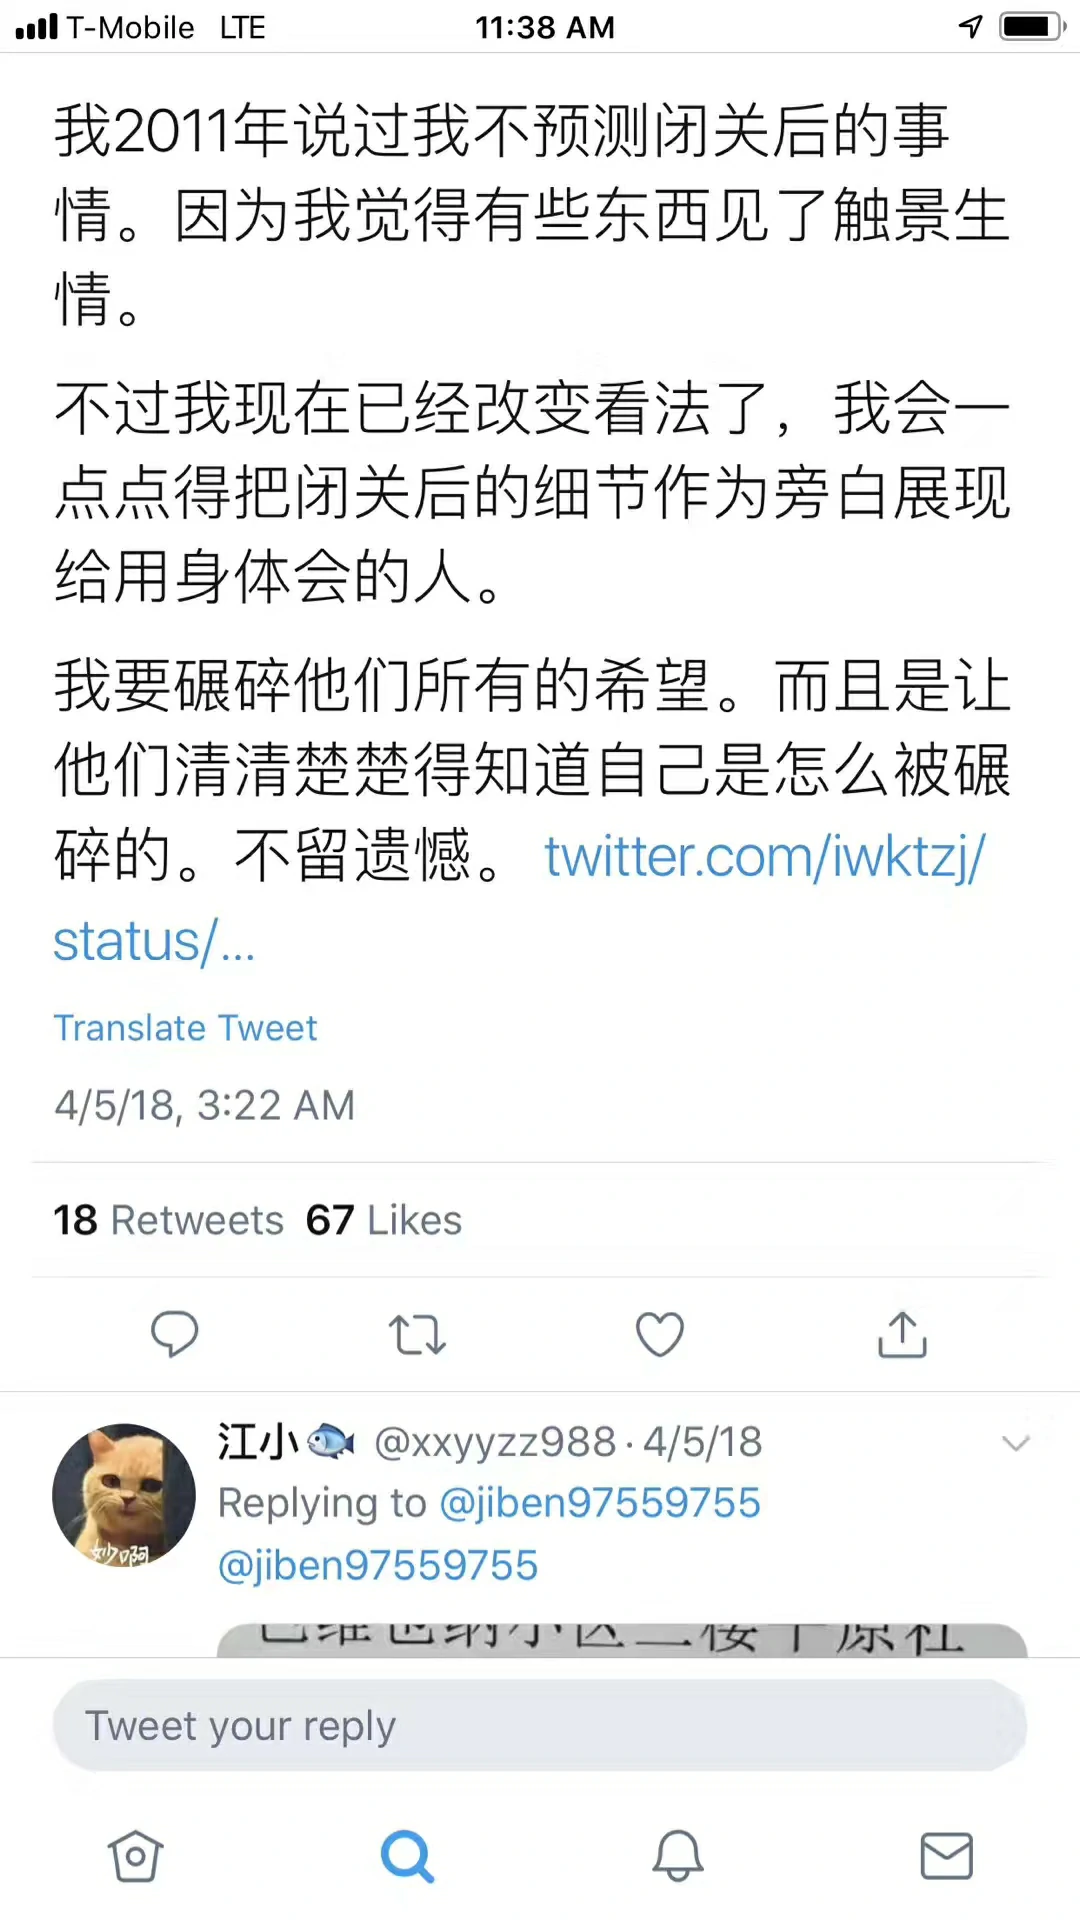 T-Mobile LTE 11:38 AM
我2011年说过我不预测闭关后的事
情。因为我觉得有些东西见了触景生
情。
不过我现在已经改变看法了，我会一
点点得把闭关后的细节作为旁白展现
给用身体会的人。
我要碾碎他们所有的希望。而且是让
他们清清楚楚得知道自己是怎么被碾
碎的。不留遗憾。 twitter.com/iwktzj/
status/...
Translate Tweet
4/5/18, 3:22 AM
18 Retweets 67 Likes
江小🐟 @xxyyzz988 · 4/5/18
Replying to @jiben97559755
@jiben97559755
妙啊
Tweet your reply